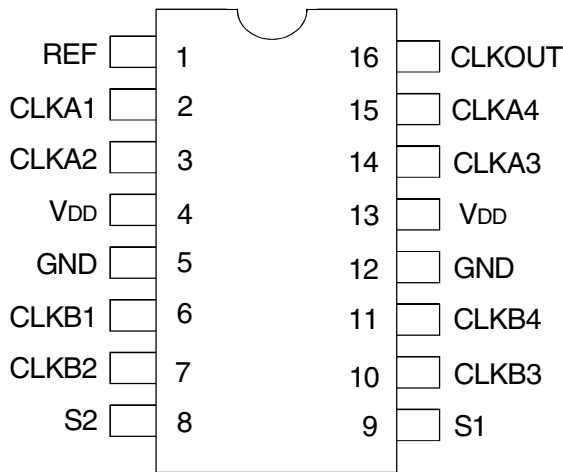 REF 1 16 CLKOUT
CLKA1 2 15 CLKA4
CLKA2 3 14 CLKA3
VDD 4 13 VDD
GND 5 12 GND
CLKB1 6 11 CLKB4
CLKB2 7 10 CLKB3
S2 8 9 S1